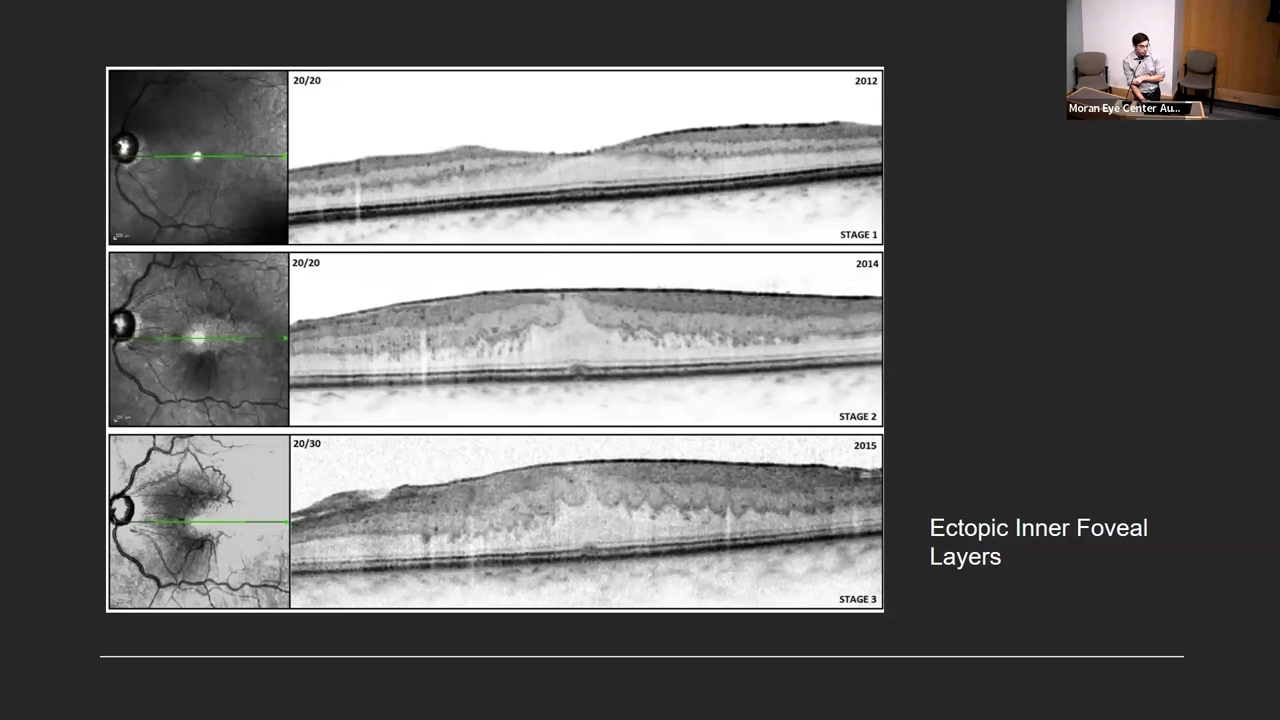 Moran Eye Center Au...
20/20
2012
STAGE 1
20/20
2014
STAGE 2
20/30
2015
STAGE 3
Ectopic Inner Foveal
Layers